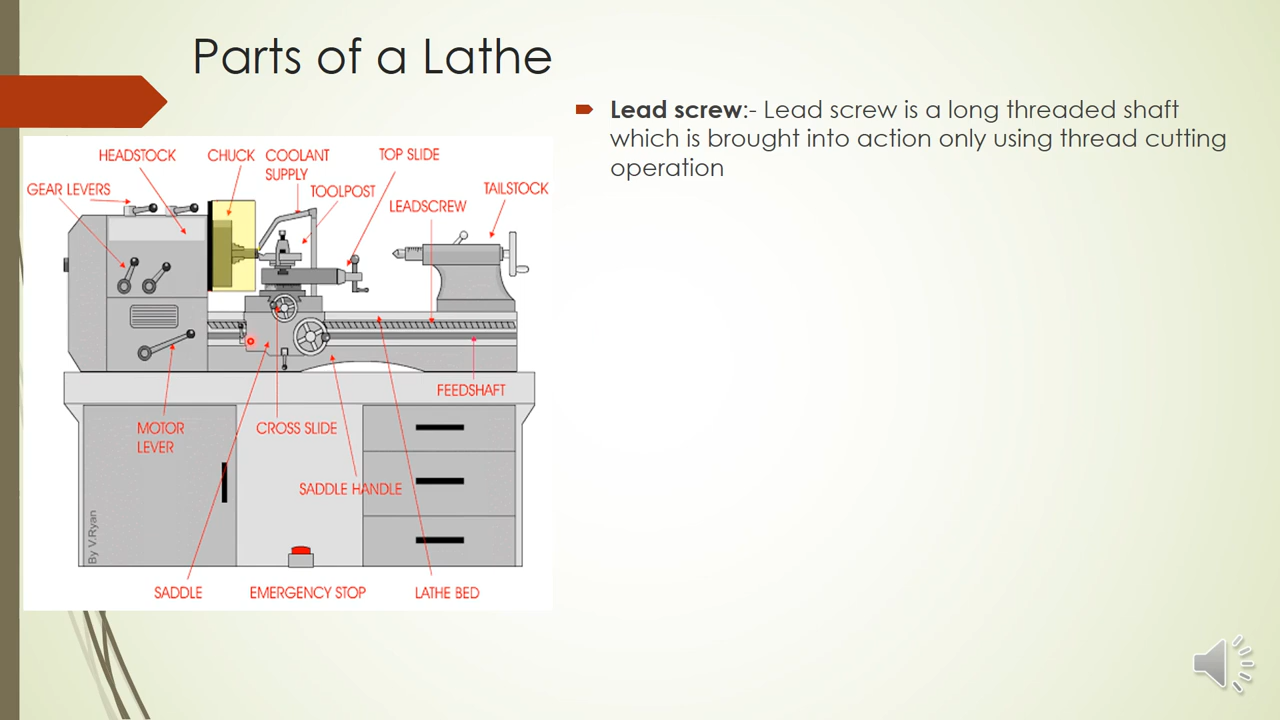 Parts of a Lathe
Lead screw:- Lead screw is a long threaded shaft
which is brought into action only using thread cutting
operation
HEADSTOCK
CHUCK
COOLANT
SUPPLY
TOP SLIDE
GEAR LEVERS
TOOLPOST
TAILSTOCK
LEADSCREW
FEEDSHAFT
MOTOR
LEVER
CROSS SLIDE
SADDLE HANDLE
By V.Ryan
SADDLE
EMERGENCY STOP
LATHE BED